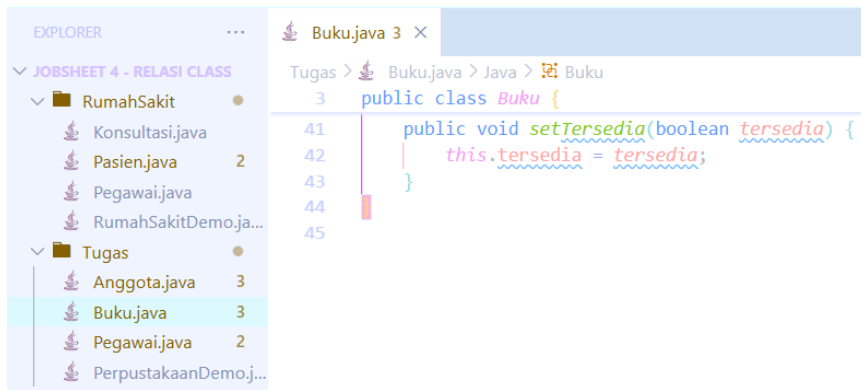 EXPLORER ...
JOBSHEET 4 - RELASI CLASS
RumahSakit
Konsultasi.java
Pasien.java 2
Pegawai.java
RumahSakitDemo.ja...
Tugas
Anggota.java 3
Buku.java 3
Pegawai.java 2
PerpustakaanDemo.j...
Buku.java 3 ×
Tugas > Buku.java > Java > Buku
3 public class Buku {
41 public void setTersedia(boolean tersedia) {
42 this.tersedia = tersedia;
43 }
44 }
45